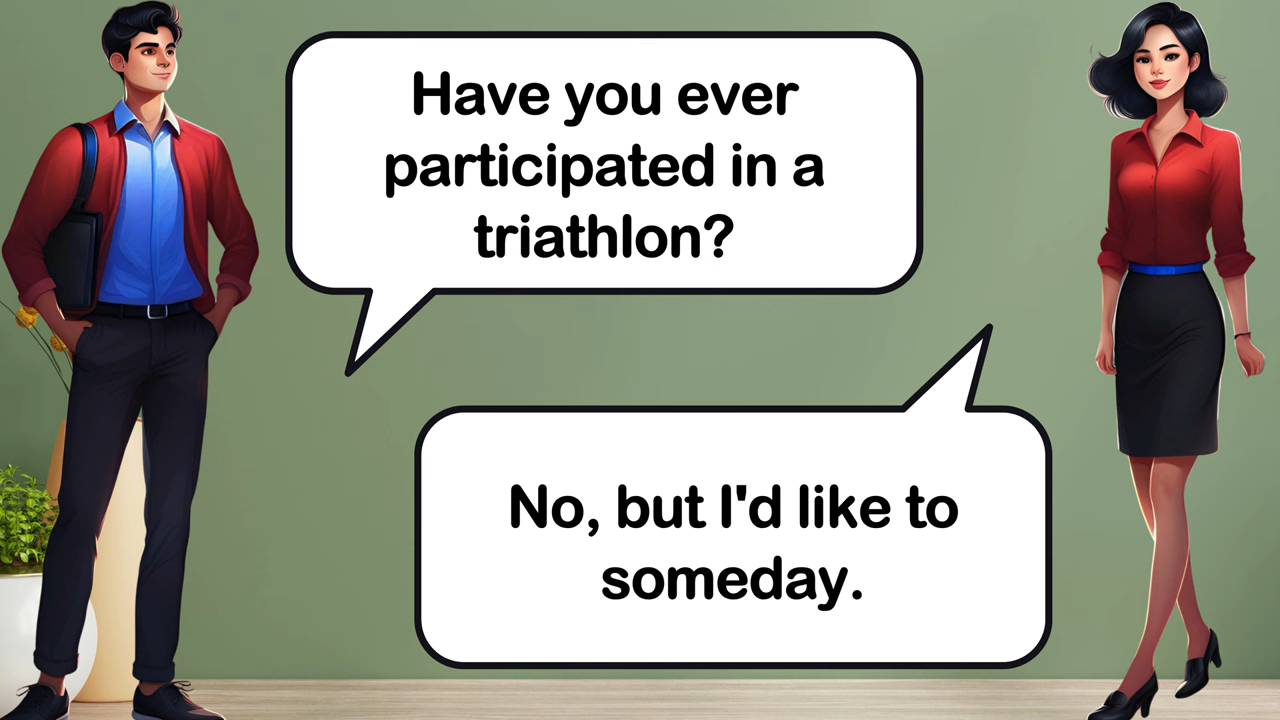 Have you ever
participated in a
triathlon?
No, but I'd like to
someday.